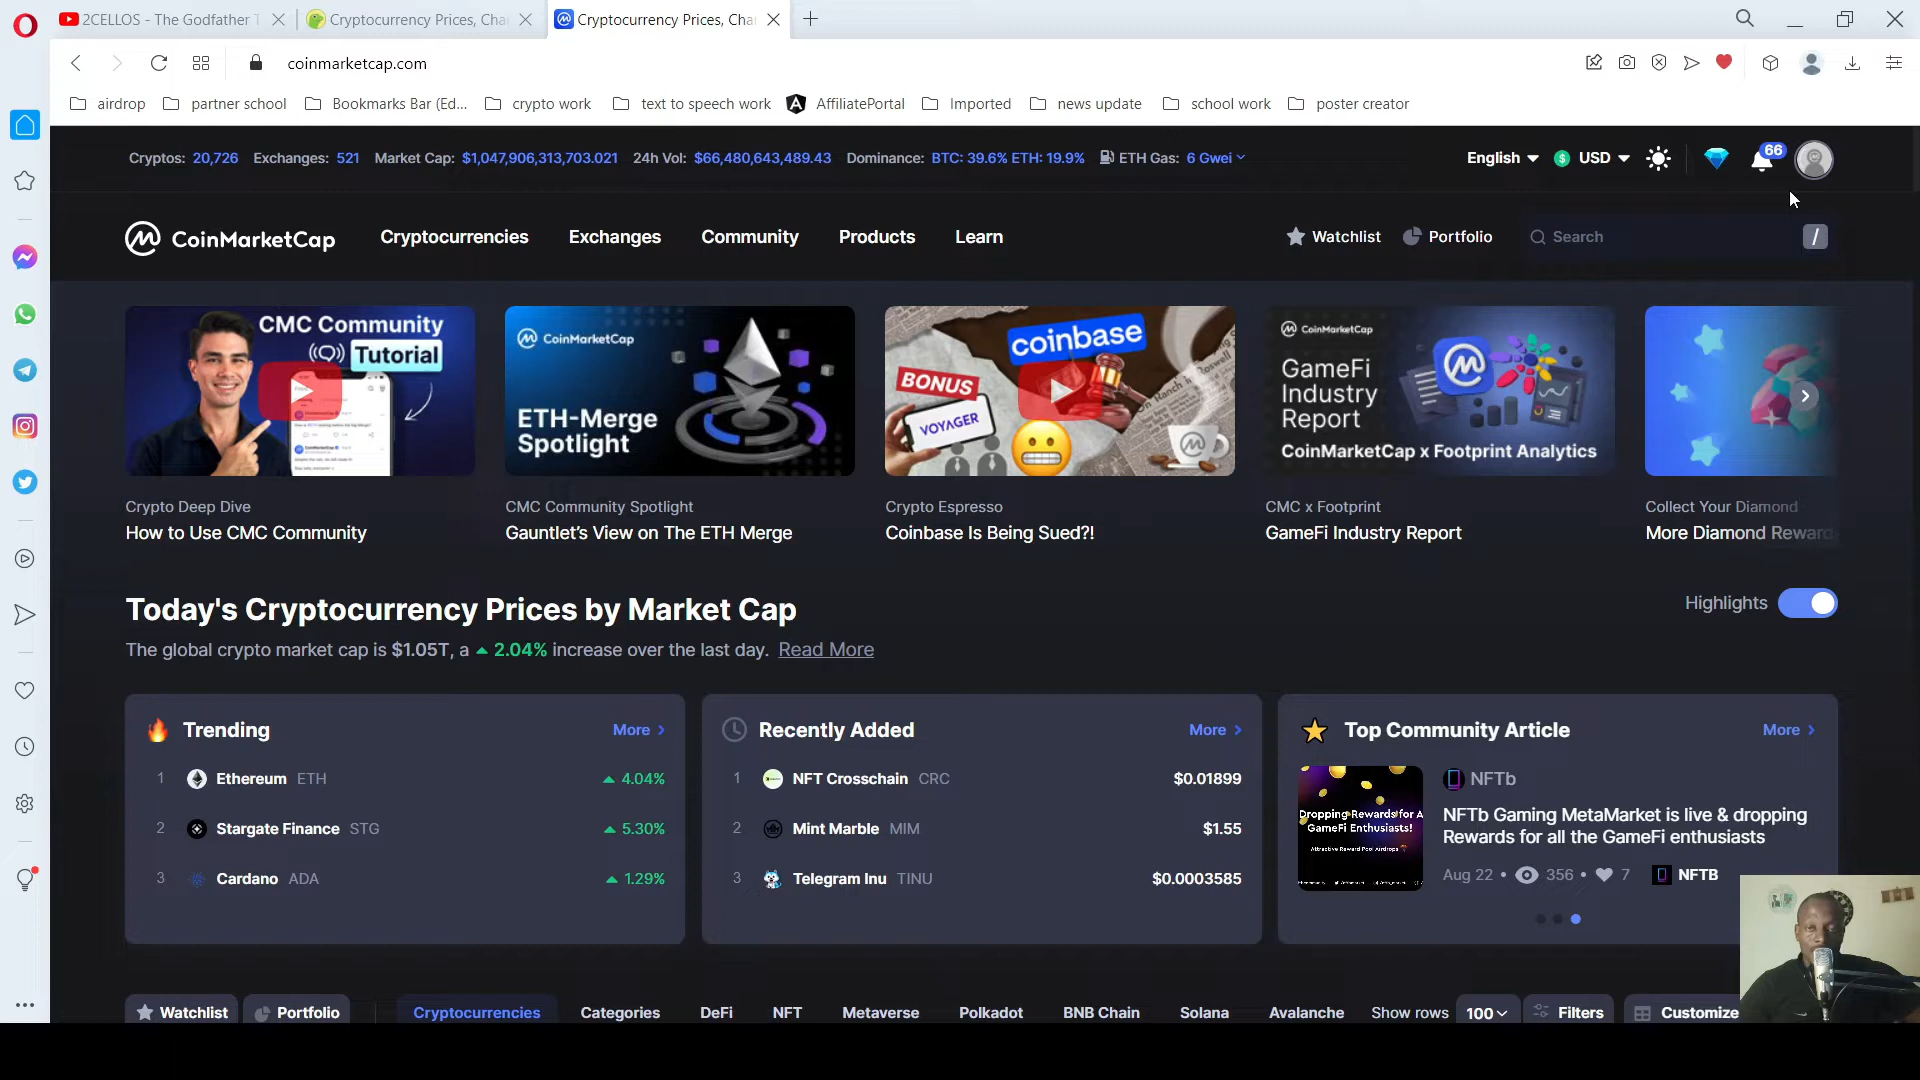 2CELLOS - The Godfather T
Cryptocurrency Prices, Cha
Cryptocurrency Prices, Cha
coinmarketcap.com
airdrop
partner school
Bookmarks Bar (Ed...
crypto work
text to speech work
AffiliatePortal
Imported
news update
school work
poster creator
Cryptos: 20,726 Exchanges: 521 Market Cap: $1,047,906,313,703.021 24h Vol: $66,480,643,489.43 Dominance: BTC: 39.6% ETH: 19.9% ETH Gas: 6 Gwei
English
USD
66
CoinMarketCap
Cryptocurrencies
Exchanges
Community
Products
Learn
Watchlist
Portfolio
Search
/
CMC Community
Tutorial
CoinMarketCap
ETH-Merge
Spotlight
coinbase
BONUS
VOYAGER
CoinMarketCap
GameFi
Industry
Report
CoinMarketCap x Footprint Analytics
Crypto Deep Dive
How to Use CMC Community
CMC Community Spotlight
Gauntlet's View on The ETH Merge
Crypto Espresso
Coinbase Is Being Sued?!
CMC x Footprint
GameFi Industry Report
Collect Your Diamond
More Diamond Reward
Today's Cryptocurrency Prices by Market Cap
Highlights
The global crypto market cap is $1.05T, a 2.04% increase over the last day. Read More
Trending
More
1 Ethereum ETH 4.04%
2 Stargate Finance STG 5.30%
3 Cardano ADA 1.29%
Recently Added
More
1 NFT Crosschain CRC $0.01899
2 Mint Marble MIM $1.55
3 Telegram Inu TINU $0.0003585
Top Community Article
More
Dropping Rewards for A
GameFi Enthusiasts!
Attractive Reward Pool Airdrops
NFTb
NFTb Gaming MetaMarket is live & dropping
Rewards for all the GameFi enthusiasts
Aug 22 • 356 • 7 NFTB
Watchlist
Portfolio
Cryptocurrencies
Categories
DeFi
NFT
Metaverse
Polkadot
BNB Chain
Solana
Avalanche
Show rows
100
Filters
Customize